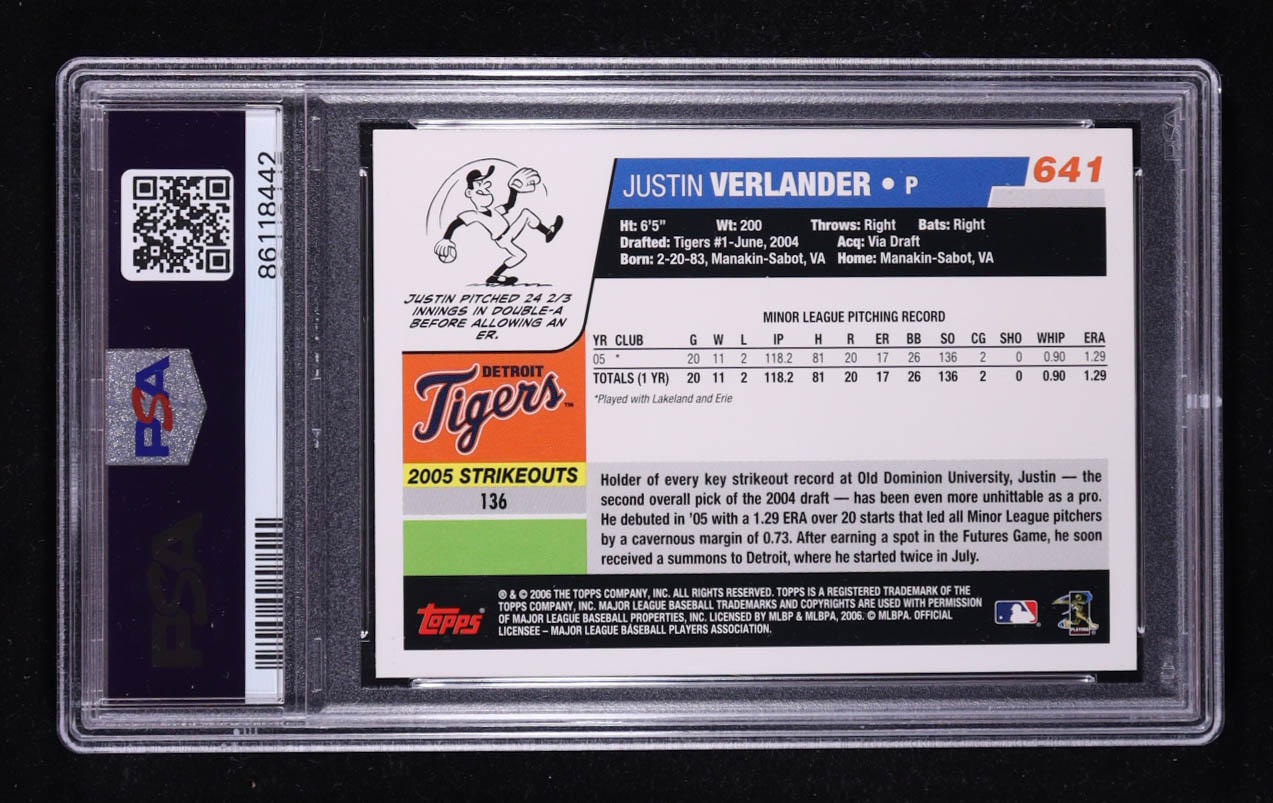 86118442
PSA
PSA
641
JUSTIN VERLANDER • P
Ht: 6'5" Wt: 200 Throws: Right Bats: Right
Drafted: Tigers #1-June, 2004 Acq: Via Draft
Born: 2-20-83, Manakin-Sabot, VA Home: Manakin-Sabot, VA
JUSTIN PITCHED 24 2/3
INNINGS IN DOUBLE-A
BEFORE ALLOWING AN
ER.
MINOR LEAGUE PITCHING RECORD
YR CLUB G W L IP H R ER BB SO CG SHO WHIP ERA
05 * 20 11 2 118.2 81 20 17 26 136 2 0 0.90 1.29
TOTALS (1 YR) 20 11 2 118.2 81 20 17 26 136 2 0 0.90 1.29
*Played with Lakeland and Erie
DETROIT
Tigers™
2005 STRIKEOUTS
136
Holder of every key strikeout record at Old Dominion University, Justin — the
second overall pick of the 2004 draft — has been even more unhittable as a pro.
He debuted in '05 with a 1.29 ERA over 20 starts that led all Minor League pitchers
by a cavernous margin of 0.73. After earning a spot in the Futures Game, he soon
received a summons to Detroit, where he started twice in July.
Topps®
® & © 2006 THE TOPPS COMPANY, INC. ALL RIGHTS RESERVED. TOPPS IS A REGISTERED TRADEMARK OF THE
TOPPS COMPANY, INC. MAJOR LEAGUE BASEBALL TRADEMARKS AND COPYRIGHTS ARE USED WITH PERMISSION
OF MAJOR LEAGUE BASEBALL PROPERTIES, INC. LICENSED BY MLBP & MLBPA, 2006. © MLBPA. OFFICIAL
LICENSEE – MAJOR LEAGUE BASEBALL PLAYERS ASSOCIATION.